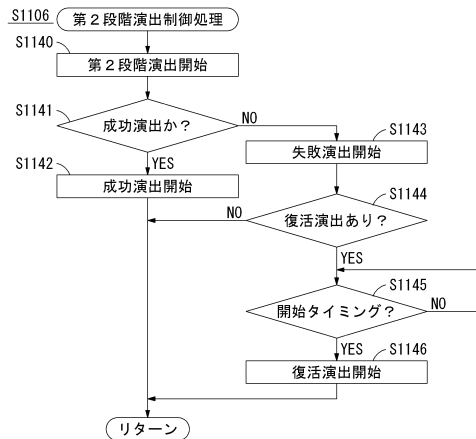 S1106
第２段階演出制御処理
S1140
第２段階演出開始
S1141
成功演出か？
NO
YES
S1142
成功演出開始
S1143
失敗演出開始
S1144
復活演出あり？
NO
YES
S1145
開始タイミング？
NO
YES
S1146
復活演出開始
リターン